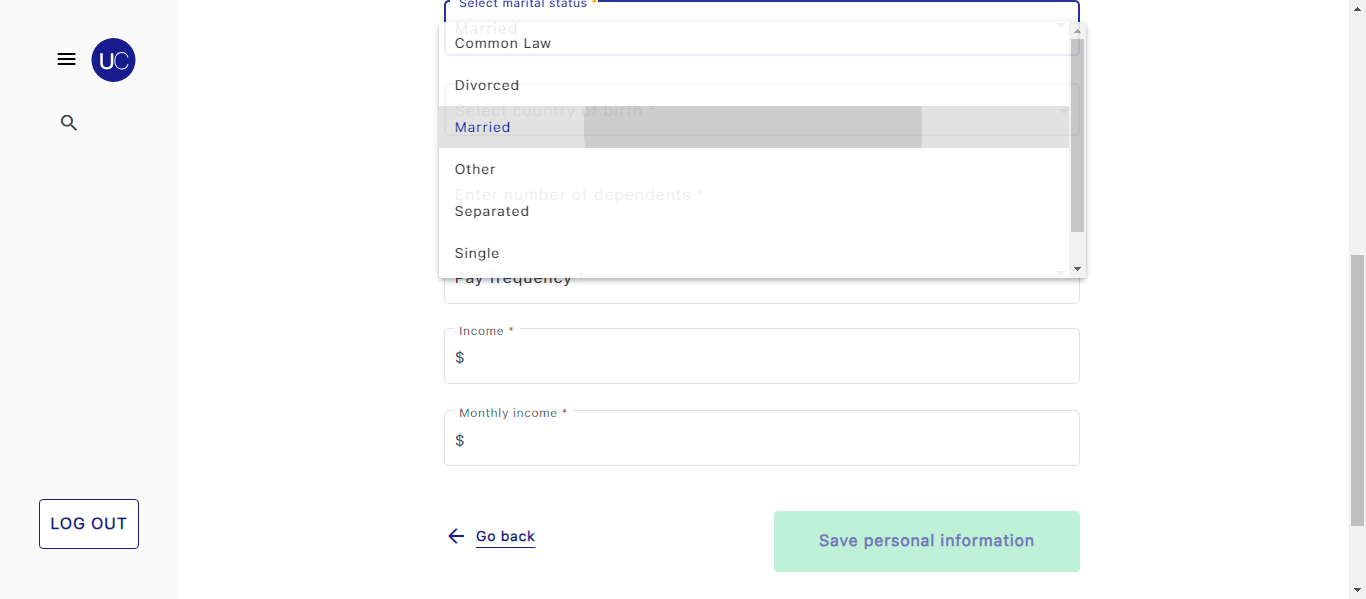 Select marital status *
Married
Common Law
Divorced
Select country of birth *
Married
Other
Enter number of dependents *
Separated
Single
Pay frequency *
Income *
$
Monthly income *
$
Go back
Save personal information
UC
LOG OUT